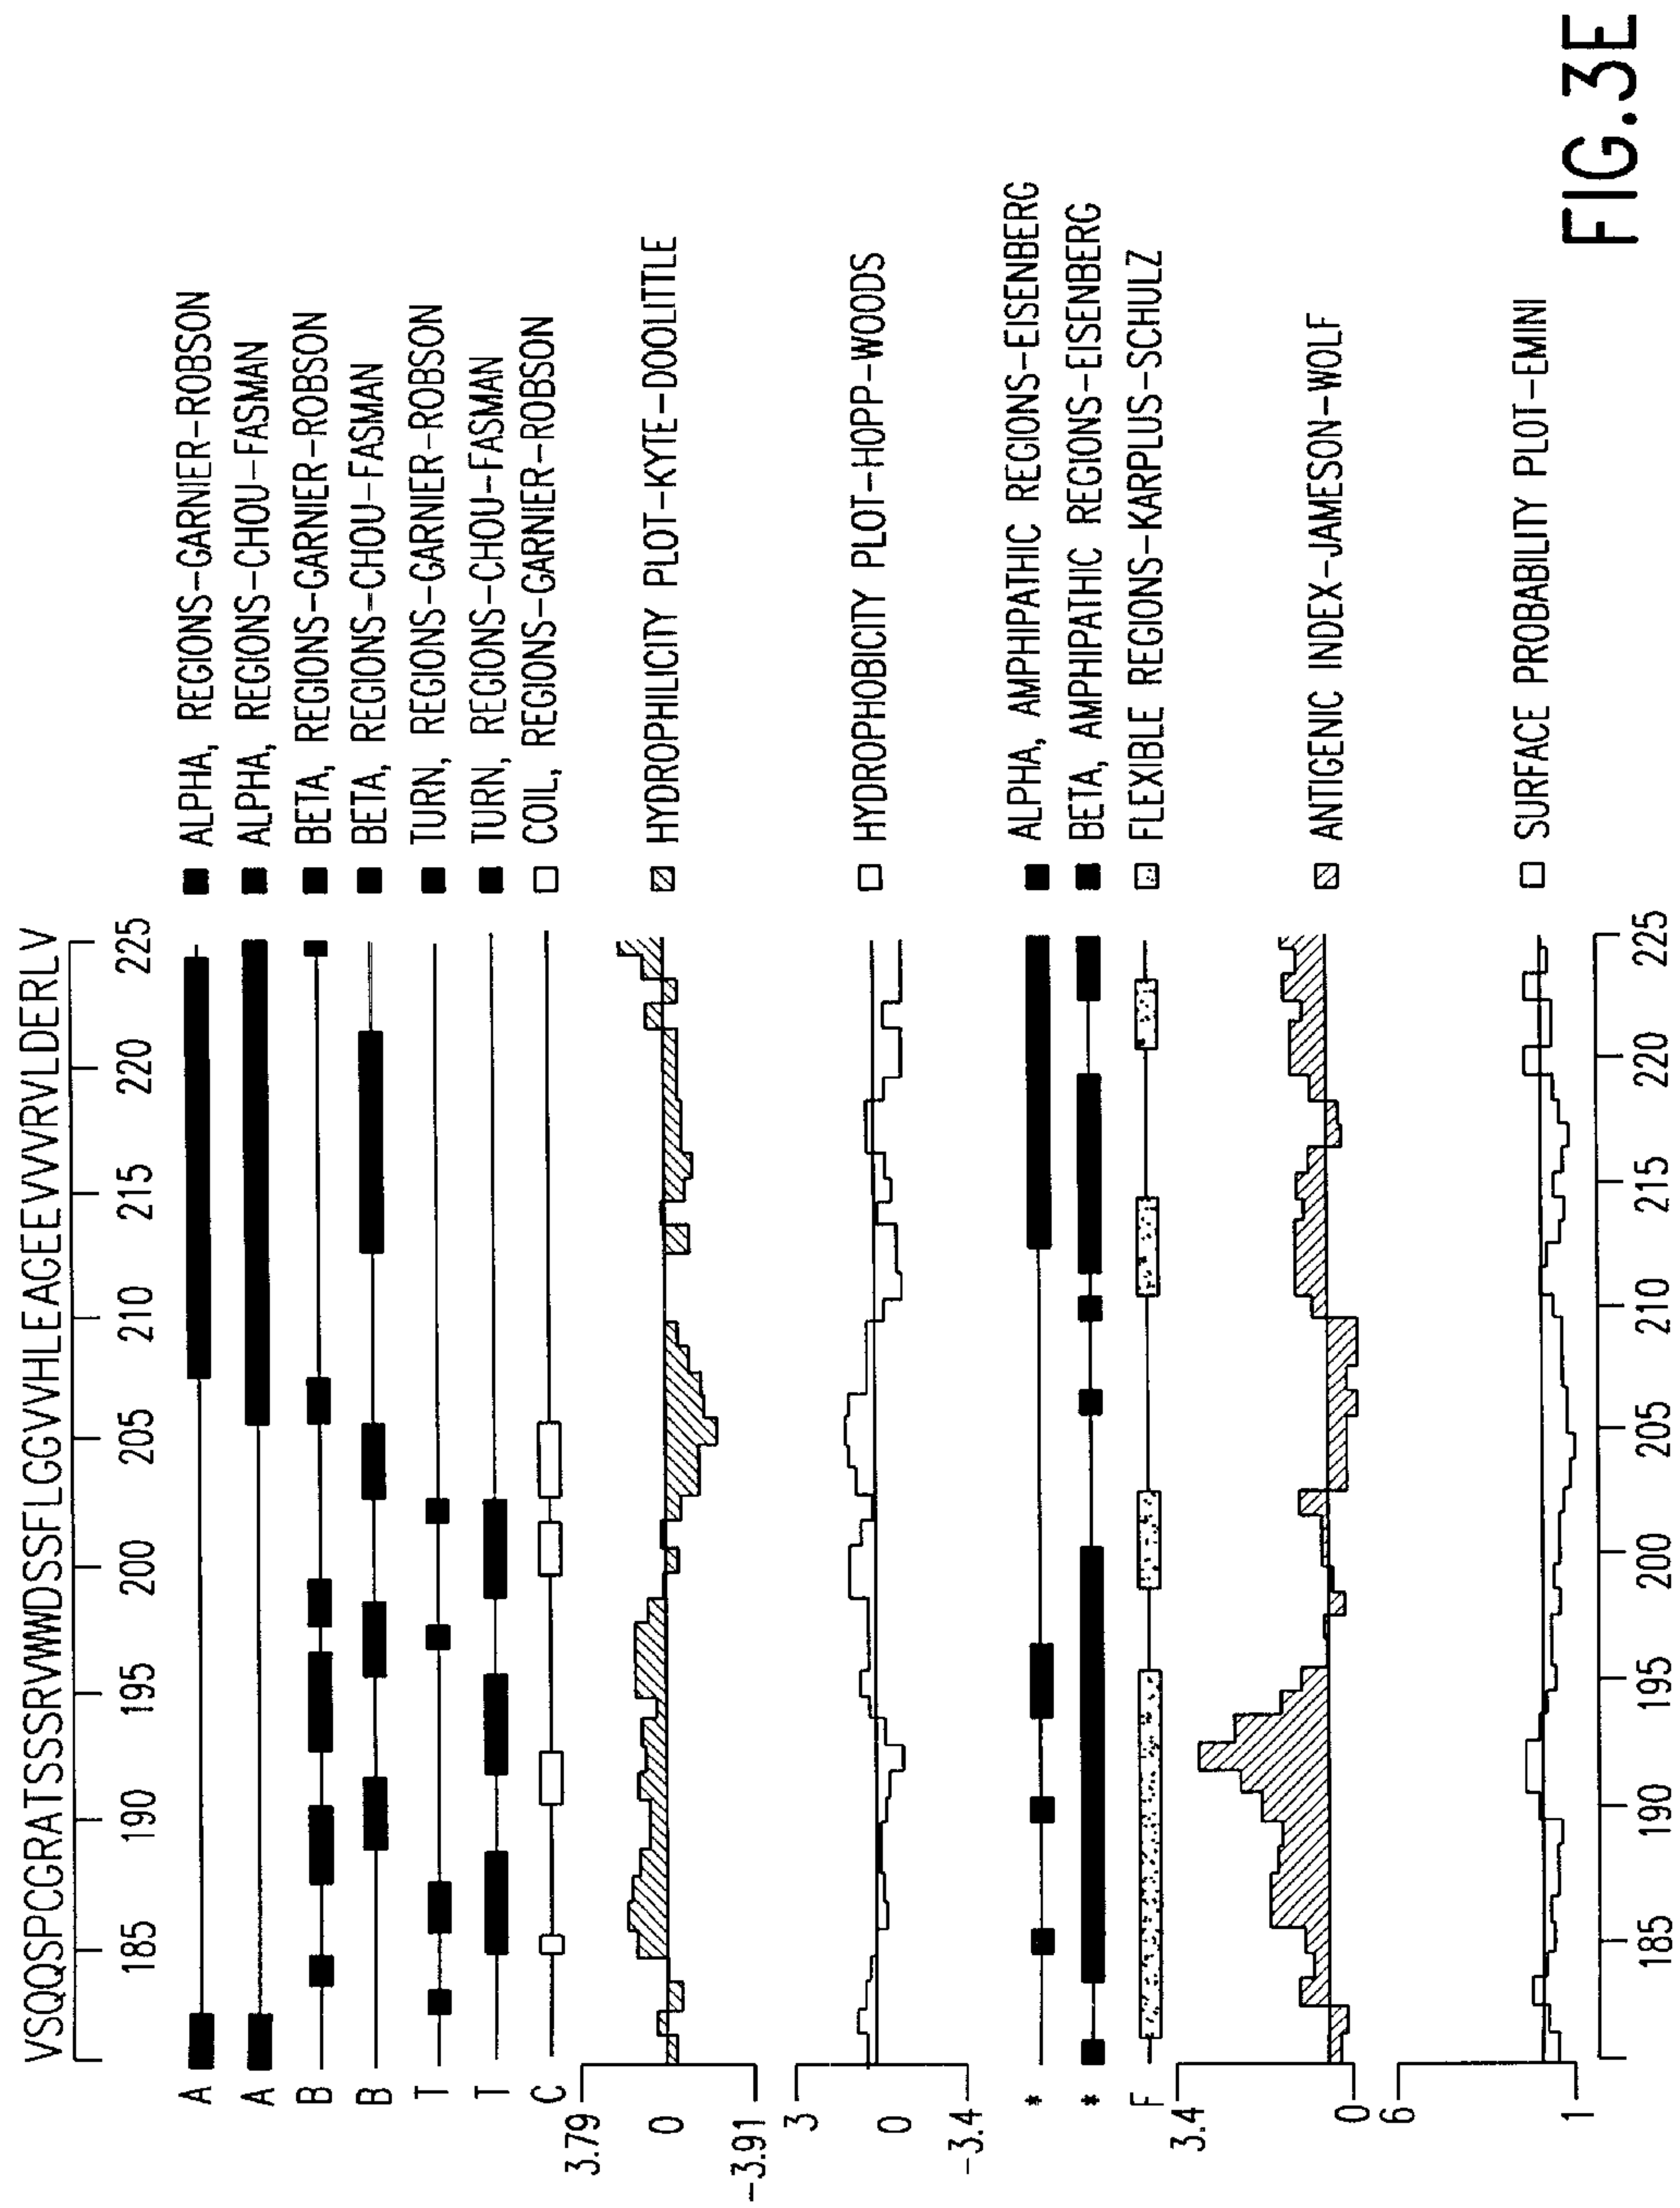 VSQQSPCGRATSSSRVWWDSSFLGGVVHLEAGEEVVVRVLDERLV
185 190 195 200 205 210 215 220 225
A ALPHA, REGIONS-GARNIER-ROBSON
A ALPHA, REGIONS-CHOU-FASMAN
B BETA, REGIONS-GARNIER-ROBSON
B BETA, REGIONS-CHOU-FASMAN
T TURN, REGIONS-GARNIER-ROBSON
T TURN, REGIONS-CHOU-FASMAN
C COIL, REGIONS-GARNIER-ROBSON
3.79
0 HYDROPHILICITY PLOT-KYTE-DOOLITTLE
-3.91
3
0 HYDROPHOBICITY PLOT-HOPP-WOODS
-3.4
* ALPHA, AMPHIPATHIC REGIONS-EISENBERG
* BETA, AMPHIPATHIC REGIONS-EISENBERG
F FLEXIBLE REGIONS-KARPLUS-SCHULZ
3.4
ANTIGENIC INDEX-JAMESON-WOLF
0
6
SURFACE PROBABILITY PLOT-EMINI
1
185 190 195 200 205 210 215 220 225
FIG.3E